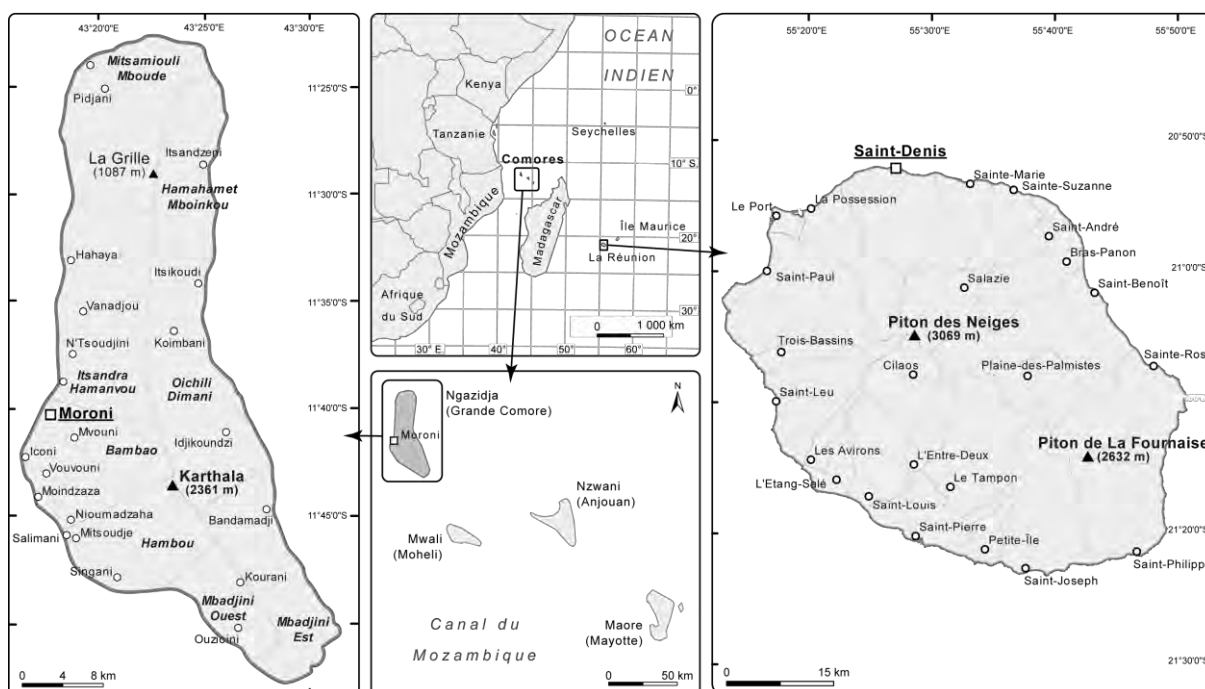 43°20'0"E
43°25'0"E
43°30'0"E
Mitsamiouli
Mboude
Pidjani
11°25'0"S
La Grille
(1087 m)
Itsandzeni
Hamahamet
Mboinkou
11°30'0"S
Hahaya
Itsikoudi
Vanadjou
11°35'0"S
N'Tsoudjini
Koimbani
Itsandra
Hamanvou
Oichili
Dimani
11°40'0"S
Moroni
Mvouni
Bambao
Idjikoundzi
Iconi
Vouvouni
Karthala
(2361 m)
Moindzaza
Nioumadzaha
Bandamadji
11°45'0"S
Salimani
Mitsoudje
Hambou
Singani
Kourani
Mbadjini
Ouest
Mbadjini
Est
Ouzioini
0 4 8 km
OCEAN
INDIEN
Kenya
0°
Tanzanie
Seychelles
Comores
10° S
Mozambique
Madagascar
Île Maurice
20°
La Réunion
Afrique
du Sud
30°
0 1 000 km
30° E
40°
50°
60°
N
Ngazidja
(Grande Comore)
Moroni
Nzwani
(Anjouan)
Mwali
(Moheli)
Maore
(Mayotte)
Canal du
Mozambique
0 50 km
55°20'0"E
55°30'0"E
55°40'0"E
55°50'0"
20°50'0"S
Saint-Denis
Sainte-Marie
Sainte-Suzanne
Le Port
La Possession
Saint-André
Bras-Panon
21°0'0"S
Saint-Paul
Salazie
Saint-Benoît
Piton des Neiges
(3069 m)
Trois-Bassins
Cilaos
Plaine-des-Palmistes
Sainte-Ros
Saint-Leu
Piton de La Fournaise
(2632 m)
Les Avirons
L'Entre-Deux
L'Etang-Salé
Le Tampon
Saint-Louis
21°20'0"S
Saint-Pierre
Petite-Île
Saint-Joseph
Saint-Philipp
21°30'0"S
0 15 km